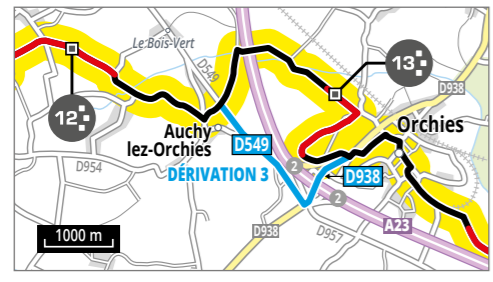 Le Bois-Vert
D549
13
D938
12
Auchy
lez-Orchies
D549
Orchies
D954
DÉRIVATION 3
2
D938
2
A23
1000 m
D938
D957